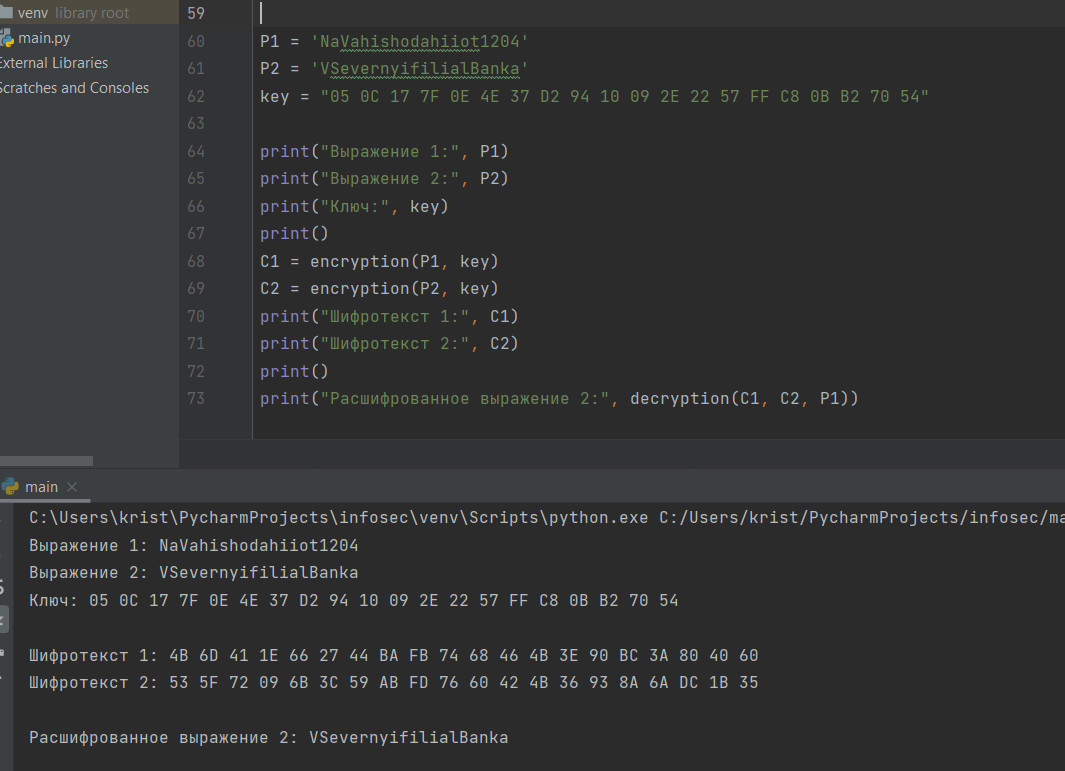 venv library root
main.py
External Libraries
Scratches and Consoles
59
60 P1 = 'NaVahishodahiiot1204'
61 P2 = 'VSevernyifilialBanka'
62 key = "05 0C 17 7F 0E 4E 37 D2 94 10 09 2E 22 57 FF C8 0B B2 70 54"
63
64 print("Выражение 1:", P1)
65 print("Выражение 2:", P2)
66 print("Ключ:", key)
67 print()
68 C1 = encryption(P1, key)
69 C2 = encryption(P2, key)
70 print("Шифротекст 1:", C1)
71 print("Шифротекст 2:", C2)
72 print()
73 print("Расшифрованное выражение 2:", decryption(C1, C2, P1))
main
C:\Users\krist\PycharmProjects\infosec\venv\Scripts\python.exe C:/Users/krist/PycharmProjects/infosec/ma
Выражение 1: NaVahishodahiiot1204
Выражение 2: VSevernyifilialBanka
Ключ: 05 0C 17 7F 0E 4E 37 D2 94 10 09 2E 22 57 FF C8 0B B2 70 54
Шифротекст 1: 4B 6D 41 1E 66 27 44 BA FB 74 68 46 4B 3E 90 BC 3A 80 40 60
Шифротекст 2: 53 5F 72 09 6B 3C 59 AB FD 76 60 42 4B 36 93 8A 6A DC 1B 35
Расшифрованное выражение 2: VSevernyifilialBanka